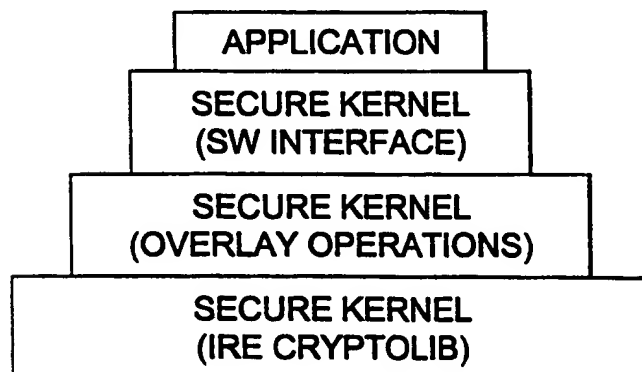 APPLICATION
SECURE KERNEL
(SW INTERFACE)
SECURE KERNEL
(OVERLAY OPERATIONS)
SECURE KERNEL
(IRE CRYPTOLIB)